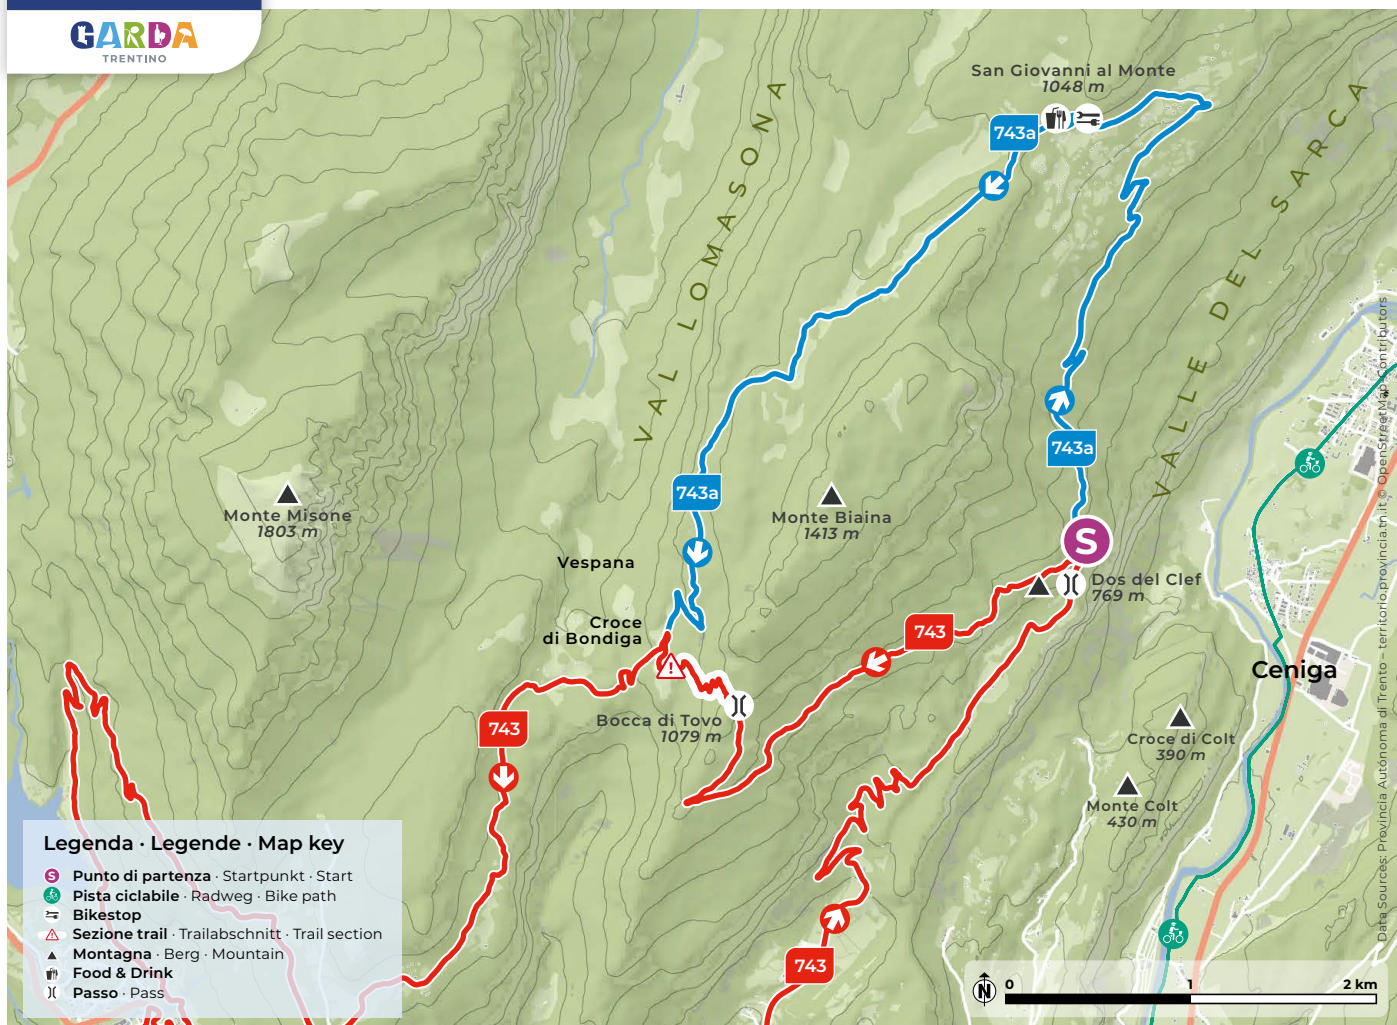 GARDA
TRENTINO
San Giovanni al Monte
1048 m
743a
VAL LOMASONA
VALLE DEL SARCA
743a
743a
Monte Misone
1803 m
Monte Biaina
1413 m
S
Vespana
Dos del Clef
769 m
Croce
di Bondiga
743
Ceniga
743
Bocca di Tovo
1079 m
Croce di Colt
390 m
Monte Colt
430 m
743
Legenda · Legende · Map key
S Punto di partenza · Startpunkt · Start
Pista ciclabile · Radweg · Bike path
Bikestop
Sezione trail · Trailabschnitt · Trail section
Montagna · Berg · Mountain
Food & Drink
Passo · Pass
N
0 1 2 km
Data Sources: Provincia Autonoma di Trento – territorio.provincia.tn.it © OpenStreetMap Contributors